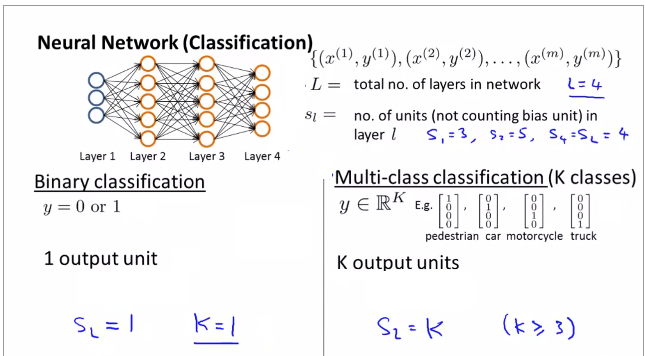 Neural Network (Classification)
{(x^{(1)}, y^{(1)}), (x^{(2)}, y^{(2)}), ..., (x^{(m)}, y^{(m)})}
L = total no. of layers in network L = 4
s_l = no. of units (not counting bias unit) in
layer l S_1 = 3, S_2 = 5, S_4 = S_L = 4
Layer 1 Layer 2 Layer 3 Layer 4
Binary classification
y = 0 or 1
1 output unit
S_L = 1 K = 1
Multi-class classification (K classes)
y ∈ ℝ^K E.g. [1 0 0 0], [0 1 0 0], [0 0 1 0], [0 0 0 1]
pedestrian car motorcycle truck
K output units
S_L = K (K ≥ 3)